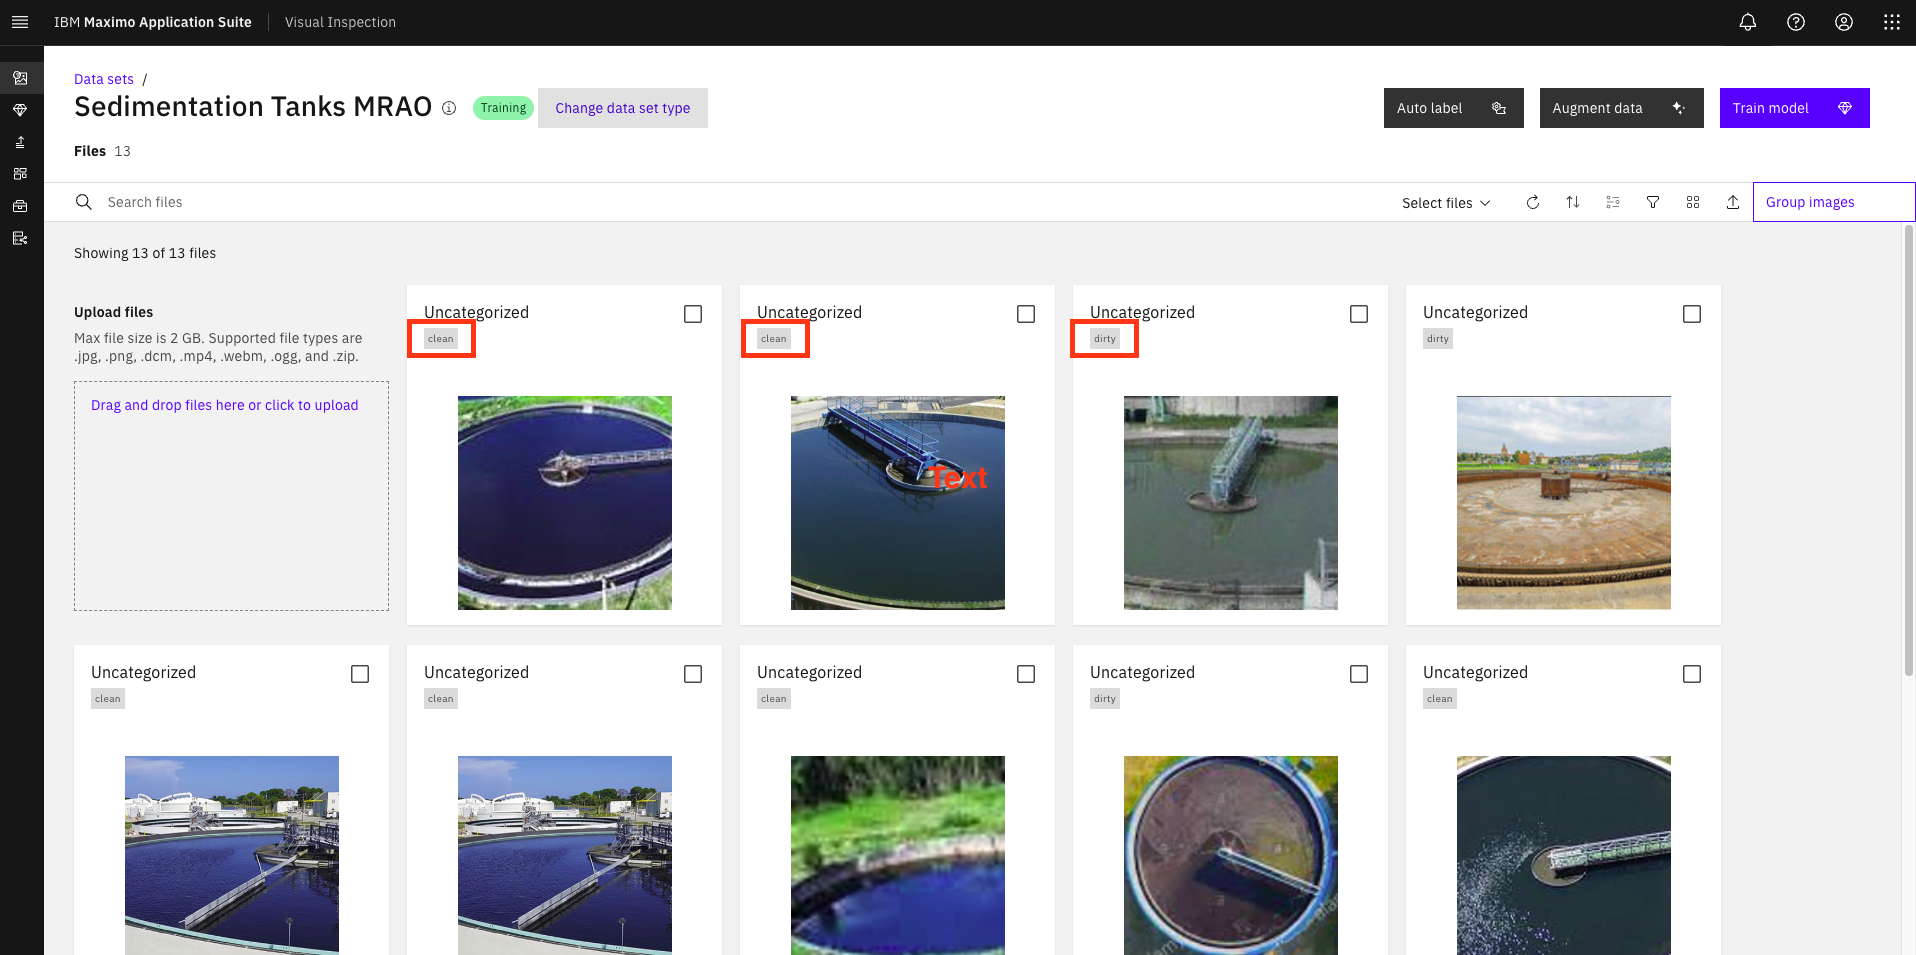 IBM Maximo Application Suite Visual Inspection
Data sets /
Sedimentation Tanks MRAO Training Change data set type
Auto label Augment data Train model
Files 13
Search files Select files Group images
Showing 13 of 13 files
Upload files
Max file size is 2 GB. Supported file types are
.jpg, .png, .dcm, .mp4, .webm, .ogg, and .zip.
Drag and drop files here or click to upload
Uncategorized
clean
Uncategorized
clean
Text
Uncategorized
dirty
Uncategorized
dirty
Uncategorized
clean
Uncategorized
clean
Uncategorized
clean
Uncategorized
dirty
Uncategorized
clean